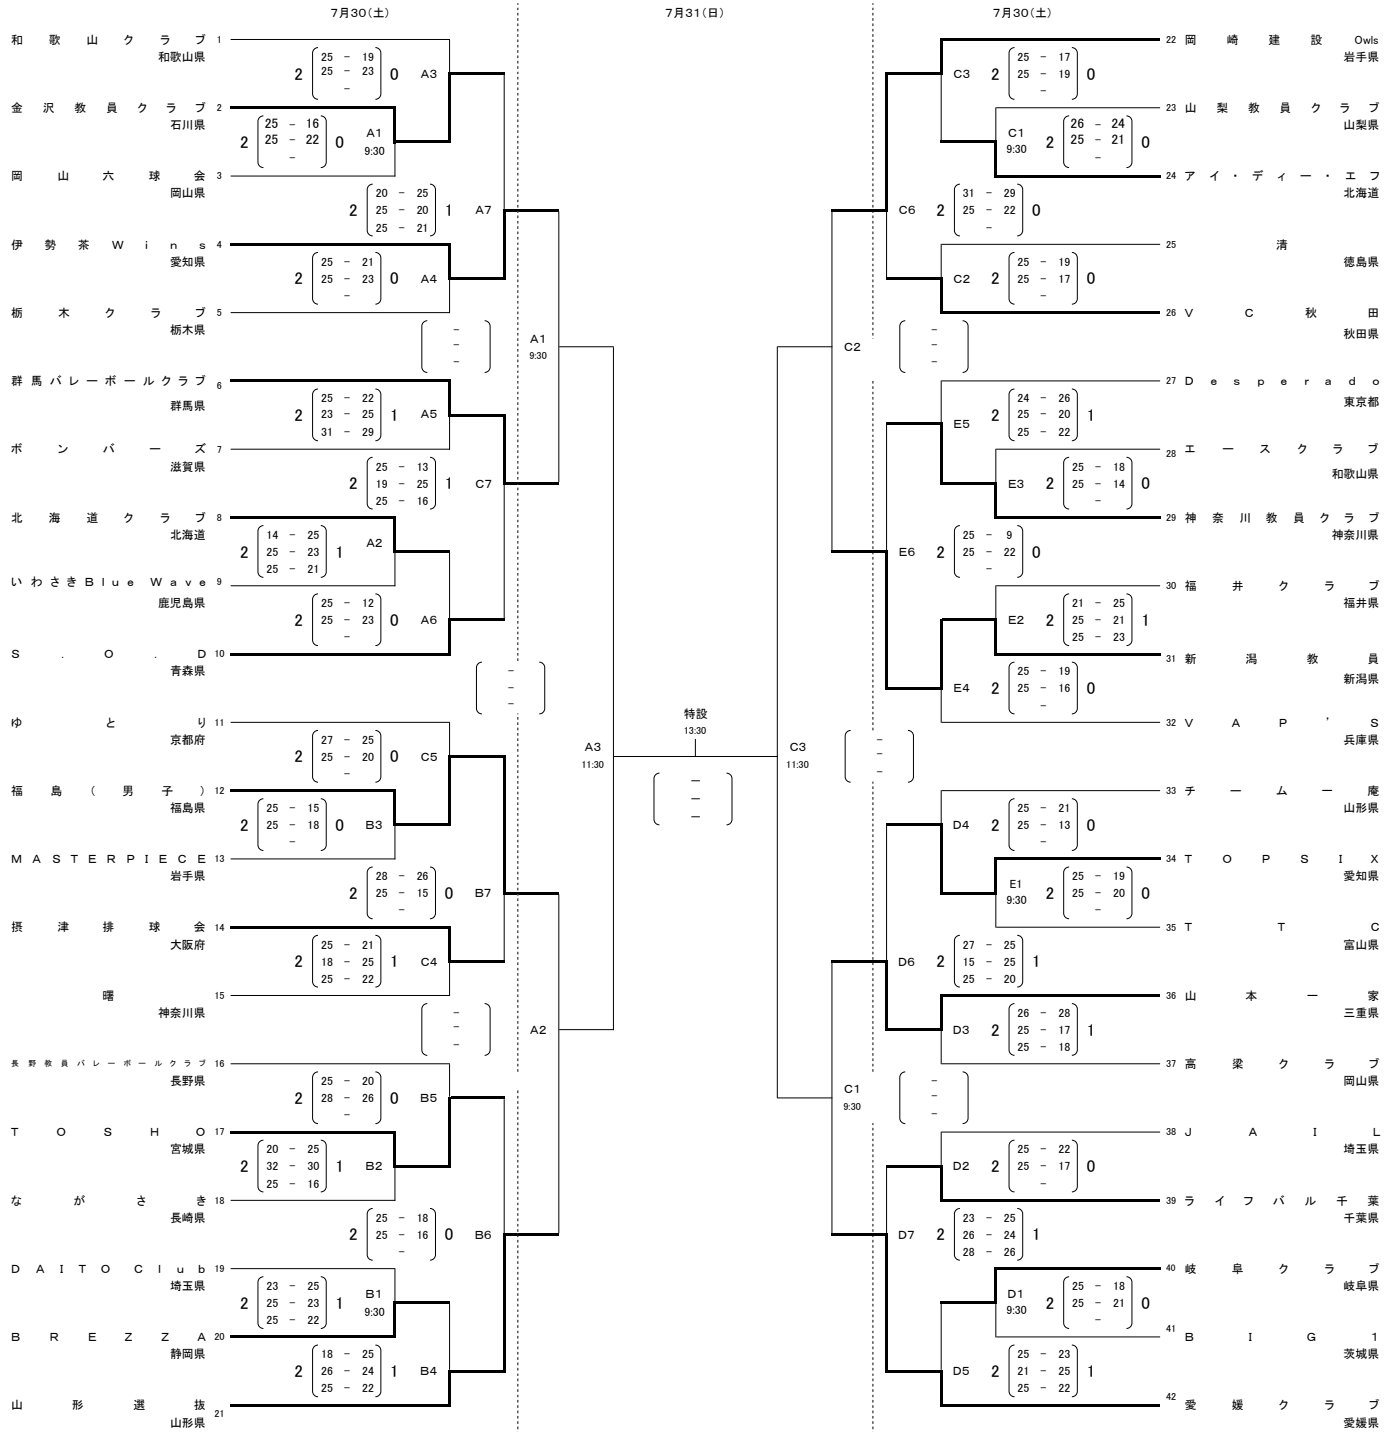 7月30(土) 7月31(日) 7月30(土)
和歌山クラブ 1
和歌山県
2 25 - 19 0 A3
25 - 23
-
金沢教員クラブ 2
石川県
2 25 - 16 0 A1
25 - 22 9:30
-
岡山六球会 3
岡山県
2 20 - 25 1 A7
25 - 20
25 - 21
伊勢茶Wins 4
愛知県
2 25 - 21 0 A4
25 - 23
-
栃木クラブ 5
栃木県
-
-
-
A1
9:30
群馬バレーボールクラブ 6
群馬県
2 25 - 22 1 A5
23 - 25
31 - 29
ボンバーズ 7
滋賀県
2 25 - 13 1 C7
19 - 25
25 - 16
北海道クラブ 8
北海道
2 14 - 25 1 A2
25 - 23
25 - 21
いわさきBlue Wave 9
鹿児島県
2 25 - 12 0 A6
25 - 23
-
S.O.D 10
青森県
-
-
-
ゆとり 11
京都府
2 27 - 25 0 C5
25 - 20
-
A3
11:30
福島(男子) 12
福島県
2 25 - 15 0 B3
25 - 18
-
MASTERPIECE 13
岩手県
2 28 - 26 0 B7
25 - 15
-
摂津排球会 14
大阪府
2 25 - 21 1 C4
18 - 25
25 - 22
曙 15
神奈川県
-
-
-
A2
長野教員バレーボールクラブ 16
長野県
2 25 - 20 0 B5
28 - 26
-
TOSHO 17
宮城県
2 20 - 25 1 B2
32 - 30
25 - 16
ながさき 18
長崎県
2 25 - 18 0 B6
25 - 16
-
DAITO Club 19
埼玉県
2 23 - 25 1 B1
25 - 23 9:30
25 - 22
BREZZA 20
静岡県
2 18 - 25 1 B4
26 - 24
25 - 22
山形選抜 21
山形県
特設
13:30
-
-
-
22 岡崎建設 Owls
岩手県
C3 2 25 - 17 0
25 - 19
-
23 山梨教員クラブ
山梨県
C1 2 26 - 24 0
9:30 25 - 21
-
24 アイ・ディー・エフ
北海道
C6 2 31 - 29 0
25 - 22
-
25 清
徳島県
C2 2 25 - 19 0
25 - 17
-
26 VC秋田
秋田県
C2
-
-
-
27 Desperado
東京都
E5 2 24 - 26 1
25 - 20
25 - 22
28 エースクラブ
和歌山県
E3 2 25 - 18 0
25 - 14
-
29 神奈川教員クラブ
神奈川県
E6 2 25 - 9 0
25 - 22
-
30 福井クラブ
福井県
E2 2 21 - 25 1
25 - 21
25 - 23
31 新潟教員
新潟県
E4 2 25 - 19 0
25 - 16
-
32 VAP'S
兵庫県
C3
11:30
-
-
-
33 チーム一庵
山形県
D4 2 25 - 21 0
25 - 13
-
34 TOPSIX
愛知県
E1 2 25 - 19 0
9:30 25 - 20
-
35 TTC
富山県
D6 2 27 - 25 1
15 - 25
25 - 20
36 山本一家
三重県
D3 2 26 - 28 1
25 - 17
25 - 18
37 高梁クラブ
岡山県
C1
9:30
-
-
-
38 JAIL
埼玉県
D2 2 25 - 22 0
25 - 17
-
39 ライフバル千葉
千葉県
D7 2 23 - 25 1
26 - 24
28 - 26
40 岐阜クラブ
岐阜県
D1 2 25 - 18 0
9:30 25 - 21
-
41 BIG1
茨城県
D5 2 25 - 23 1
21 - 25
25 - 22
42 愛媛クラブ
愛媛県